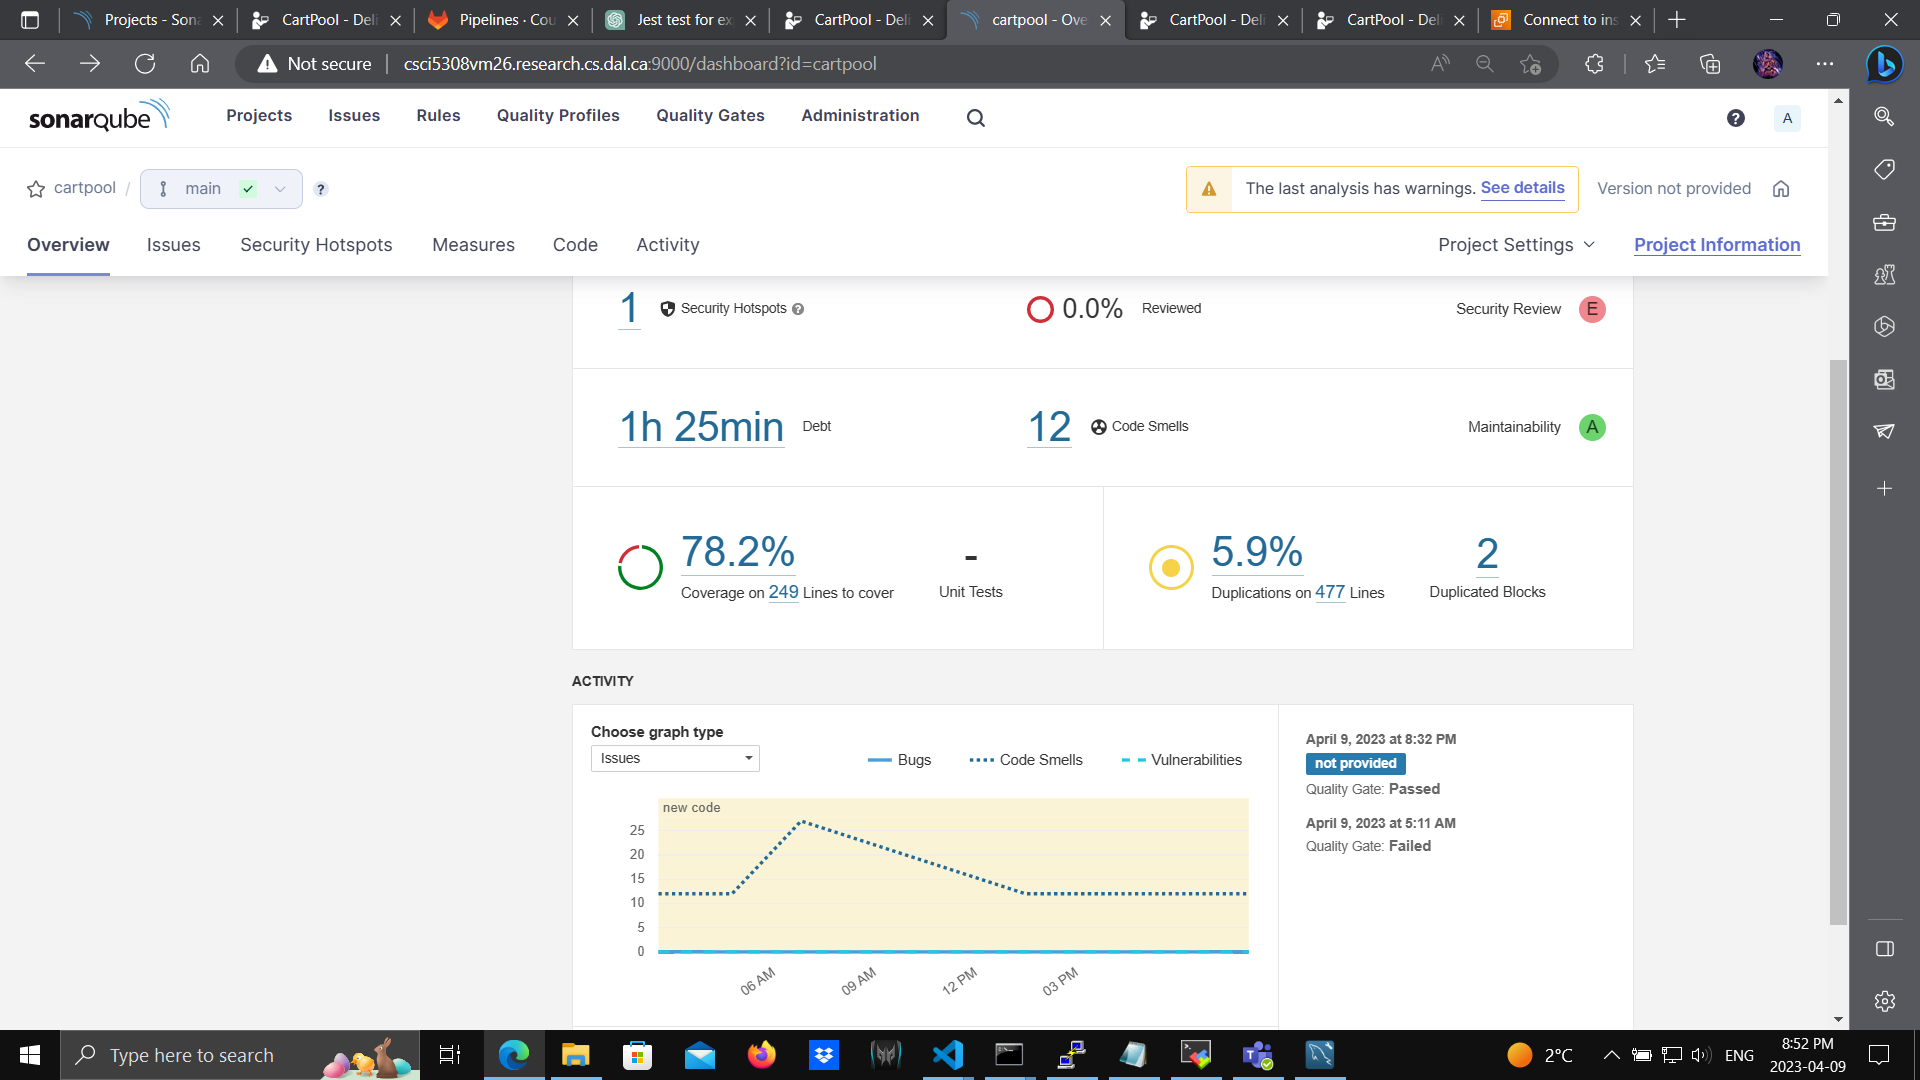 Projects - Sona
CartPool - Deli
Pipelines · Cou
Jest test for exp
CartPool - Deli
cartpool - Ove
CartPool - Deli
CartPool - Deli
Connect to ins
Not secure
csci5308vm26.research.cs.dal.ca:9000/dashboard?id=cartpool
sonarqube
Projects Issues Rules Quality Profiles Quality Gates Administration
? A
cartpool / main ?
The last analysis has warnings. See details
Version not provided
Overview Issues Security Hotspots Measures Code Activity
Project Settings Project Information
1 Security Hotspots ? 0.0% Reviewed Security Review E
1h 25min Debt 12 Code Smells Maintainability A
78.2% -
Coverage on 249 Lines to cover Unit Tests
5.9% 2
Duplications on 477 Lines Duplicated Blocks
ACTIVITY
Choose graph type
Issues
Bugs Code Smells Vulnerabilities
new code
25
20
15
10
5
0
06 AM 09 AM 12 PM 03 PM
April 9, 2023 at 8:32 PM
not provided
Quality Gate: Passed
April 9, 2023 at 5:11 AM
Quality Gate: Failed
Type here to search
2°C
ENG
8:52 PM
2023-04-09